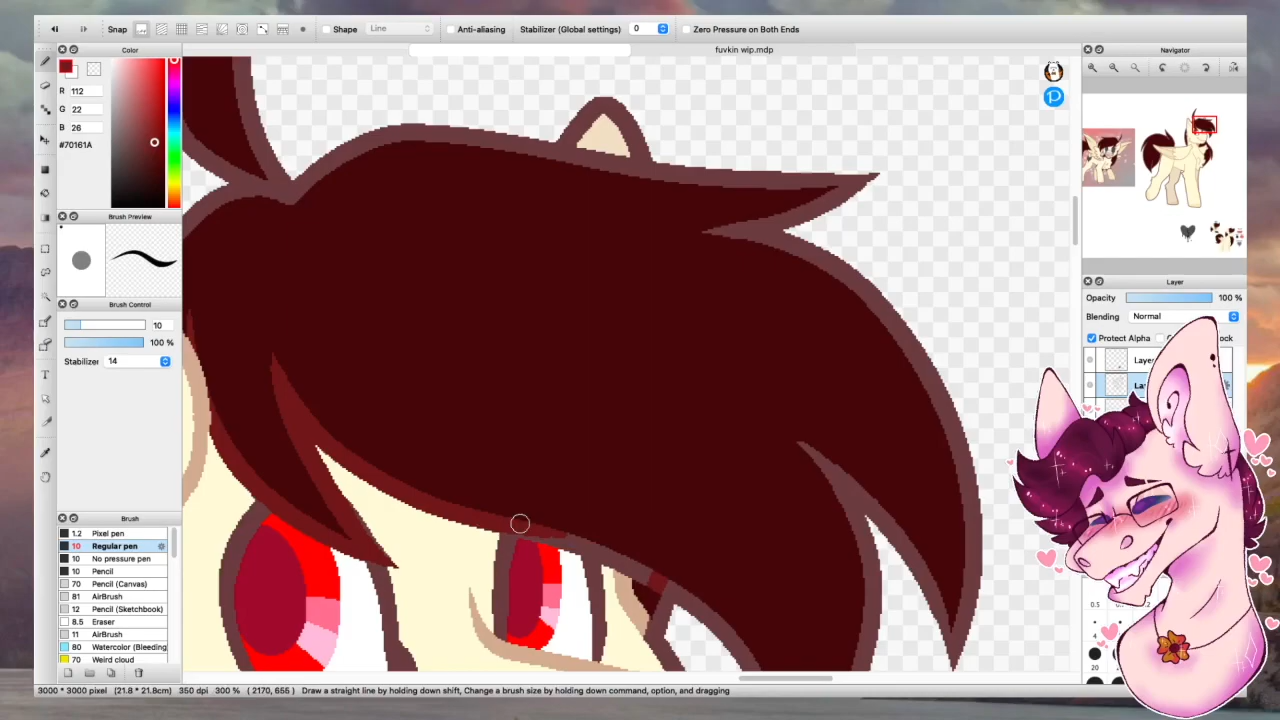 Snap
Shape
Line
Anti-aliasing
Stabilizer (Global settings)
0
Zero Pressure on Both Ends
Color
fuvkin wip.mdp
Navigator
R 112
G 22
B 26
#70161A
Brush Preview
Brush Control
10
100 %
Stabilizer 14
Layer
Opacity 100 %
Blending Normal
Protect Alpha
Brush
1.2 Pixel pen
10 Regular pen
10 No pressure pen
10 Pencil
70 Pencil (Canvas)
81 AirBrush
12 Pencil (Sketchbook)
8.5 Eraser
11 AirBrush
80 Watercolor (Bleeding
70 Weird cloud
0.5
20
3000 * 3000 pixel (21.8 * 21.8cm) 350 dpi 300 % ( 2170, 655 ) Draw a straight line by holding down shift, Change a brush size by holding down command, option, and dragging